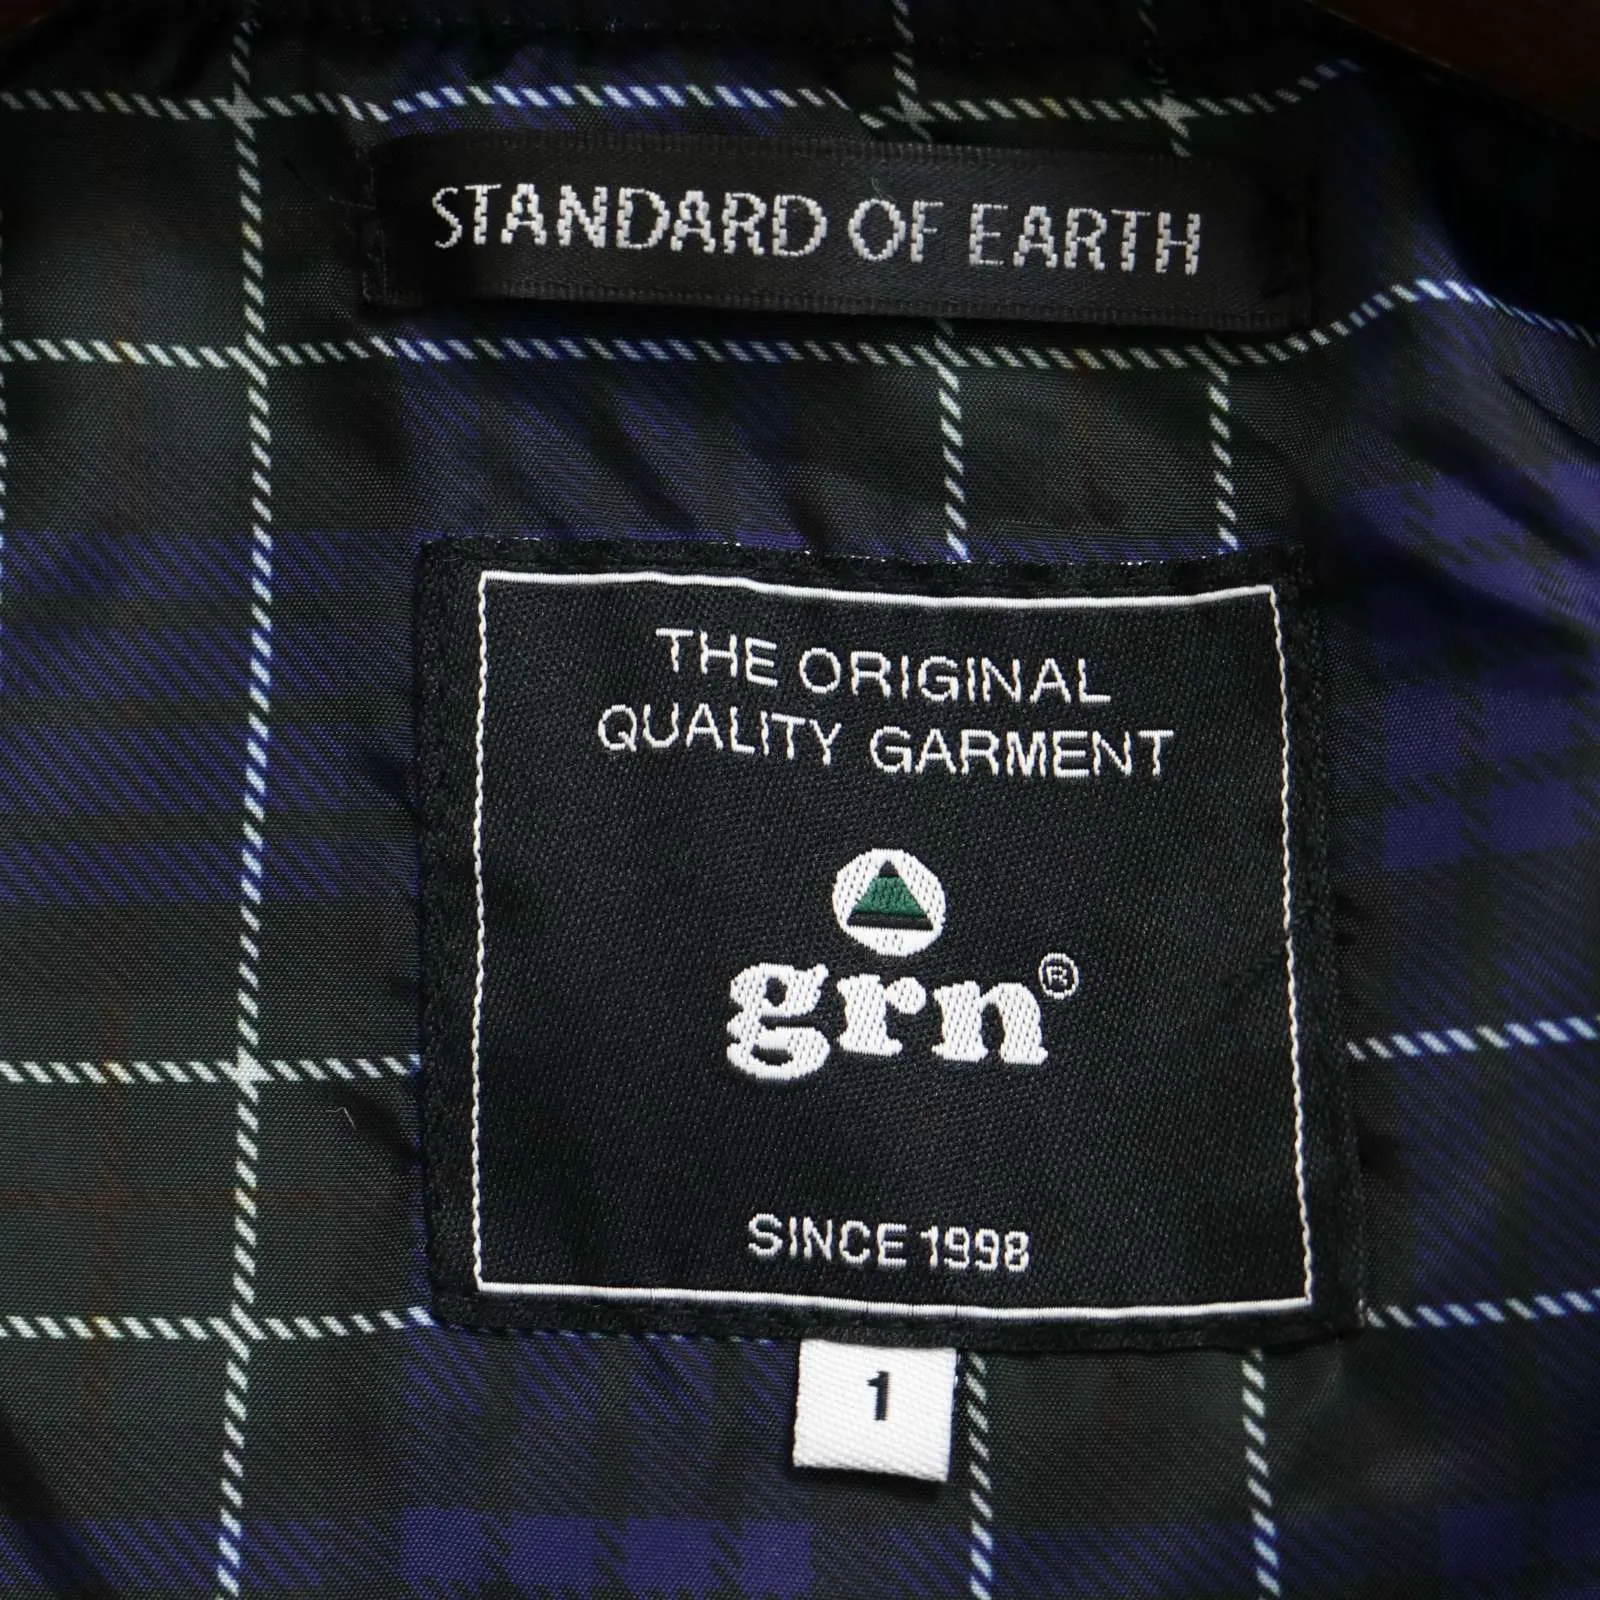 STANDARD OF EARTH
THE ORIGINAL
QUALITY GARMENT
grn®
SINCE 1998
1